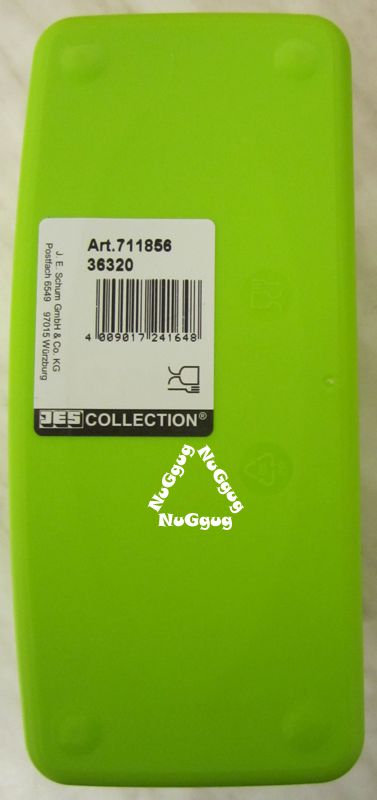 Art.711856
36320
J. E. Schum GmbH & Co. KG
Postfach 6549 97015 Würzburg
4 009017 241648
JES COLLECTION®
NuGgug
NuGgug
NuGgug